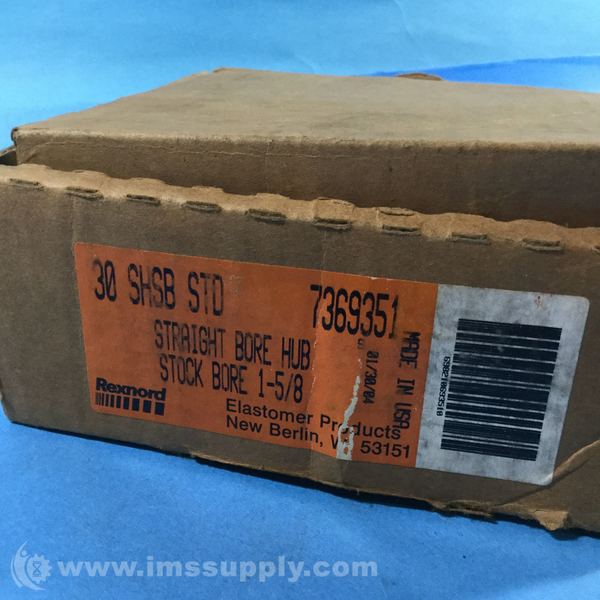 30 SHSB STD 7369351
STRAIGHT BORE HUB
STOCK BORE 1-5/8
Rexnord
Elastomer Products
New Berlin, WI 53151
01/30/04
MADE IN USA
www.imssupply.com